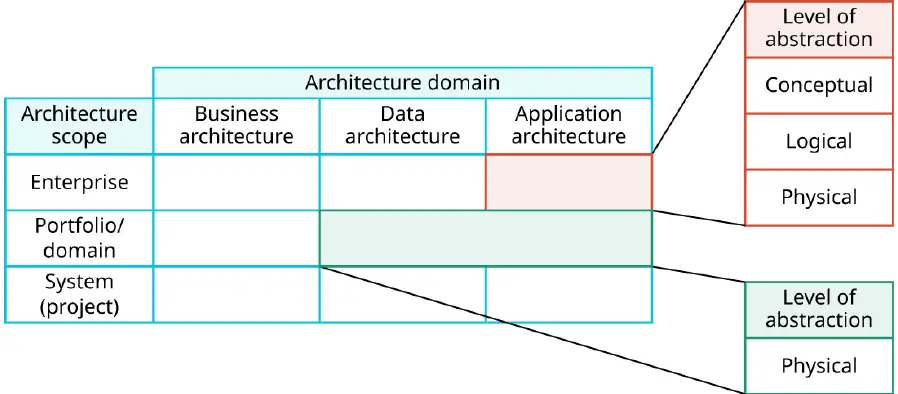 Level of
abstraction
Conceptual
Logical
Physical
Architecture domain
Architecture
scope
Business
architecture
Data
architecture
Application
architecture
Enterprise
Portfolio/
domain
System
(project)
Level of
abstraction
Physical